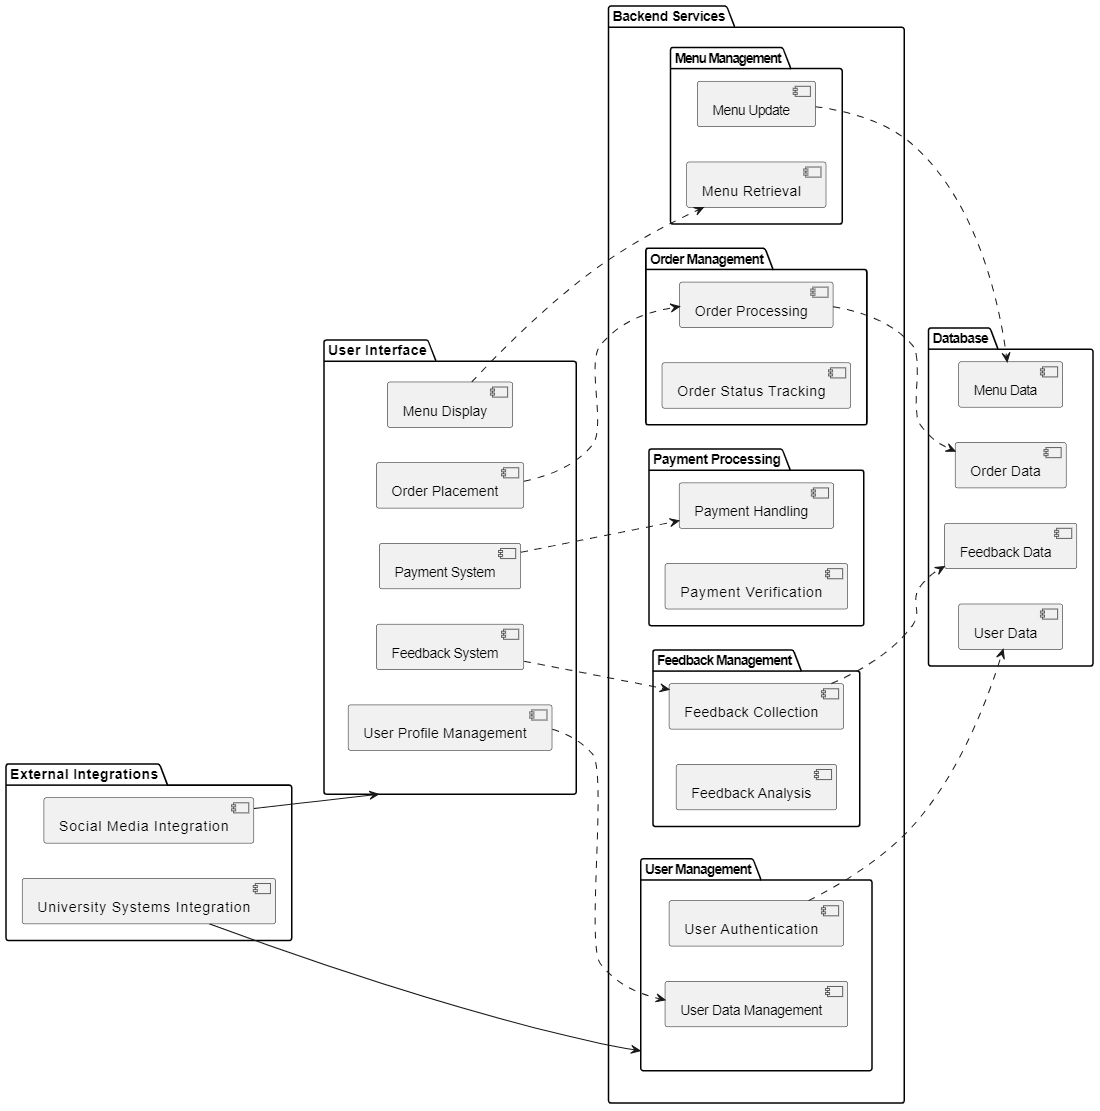 Backend Services
Menu Management
Menu Update
Menu Retrieval
Order Management
Order Processing
Order Status Tracking
Payment Processing
Payment Handling
Payment Verification
Feedback Management
Feedback Collection
Feedback Analysis
User Management
User Authentication
User Data Management
User Interface
Menu Display
Order Placement
Payment System
Feedback System
User Profile Management
Database
Menu Data
Order Data
Feedback Data
User Data
External Integrations
Social Media Integration
University Systems Integration